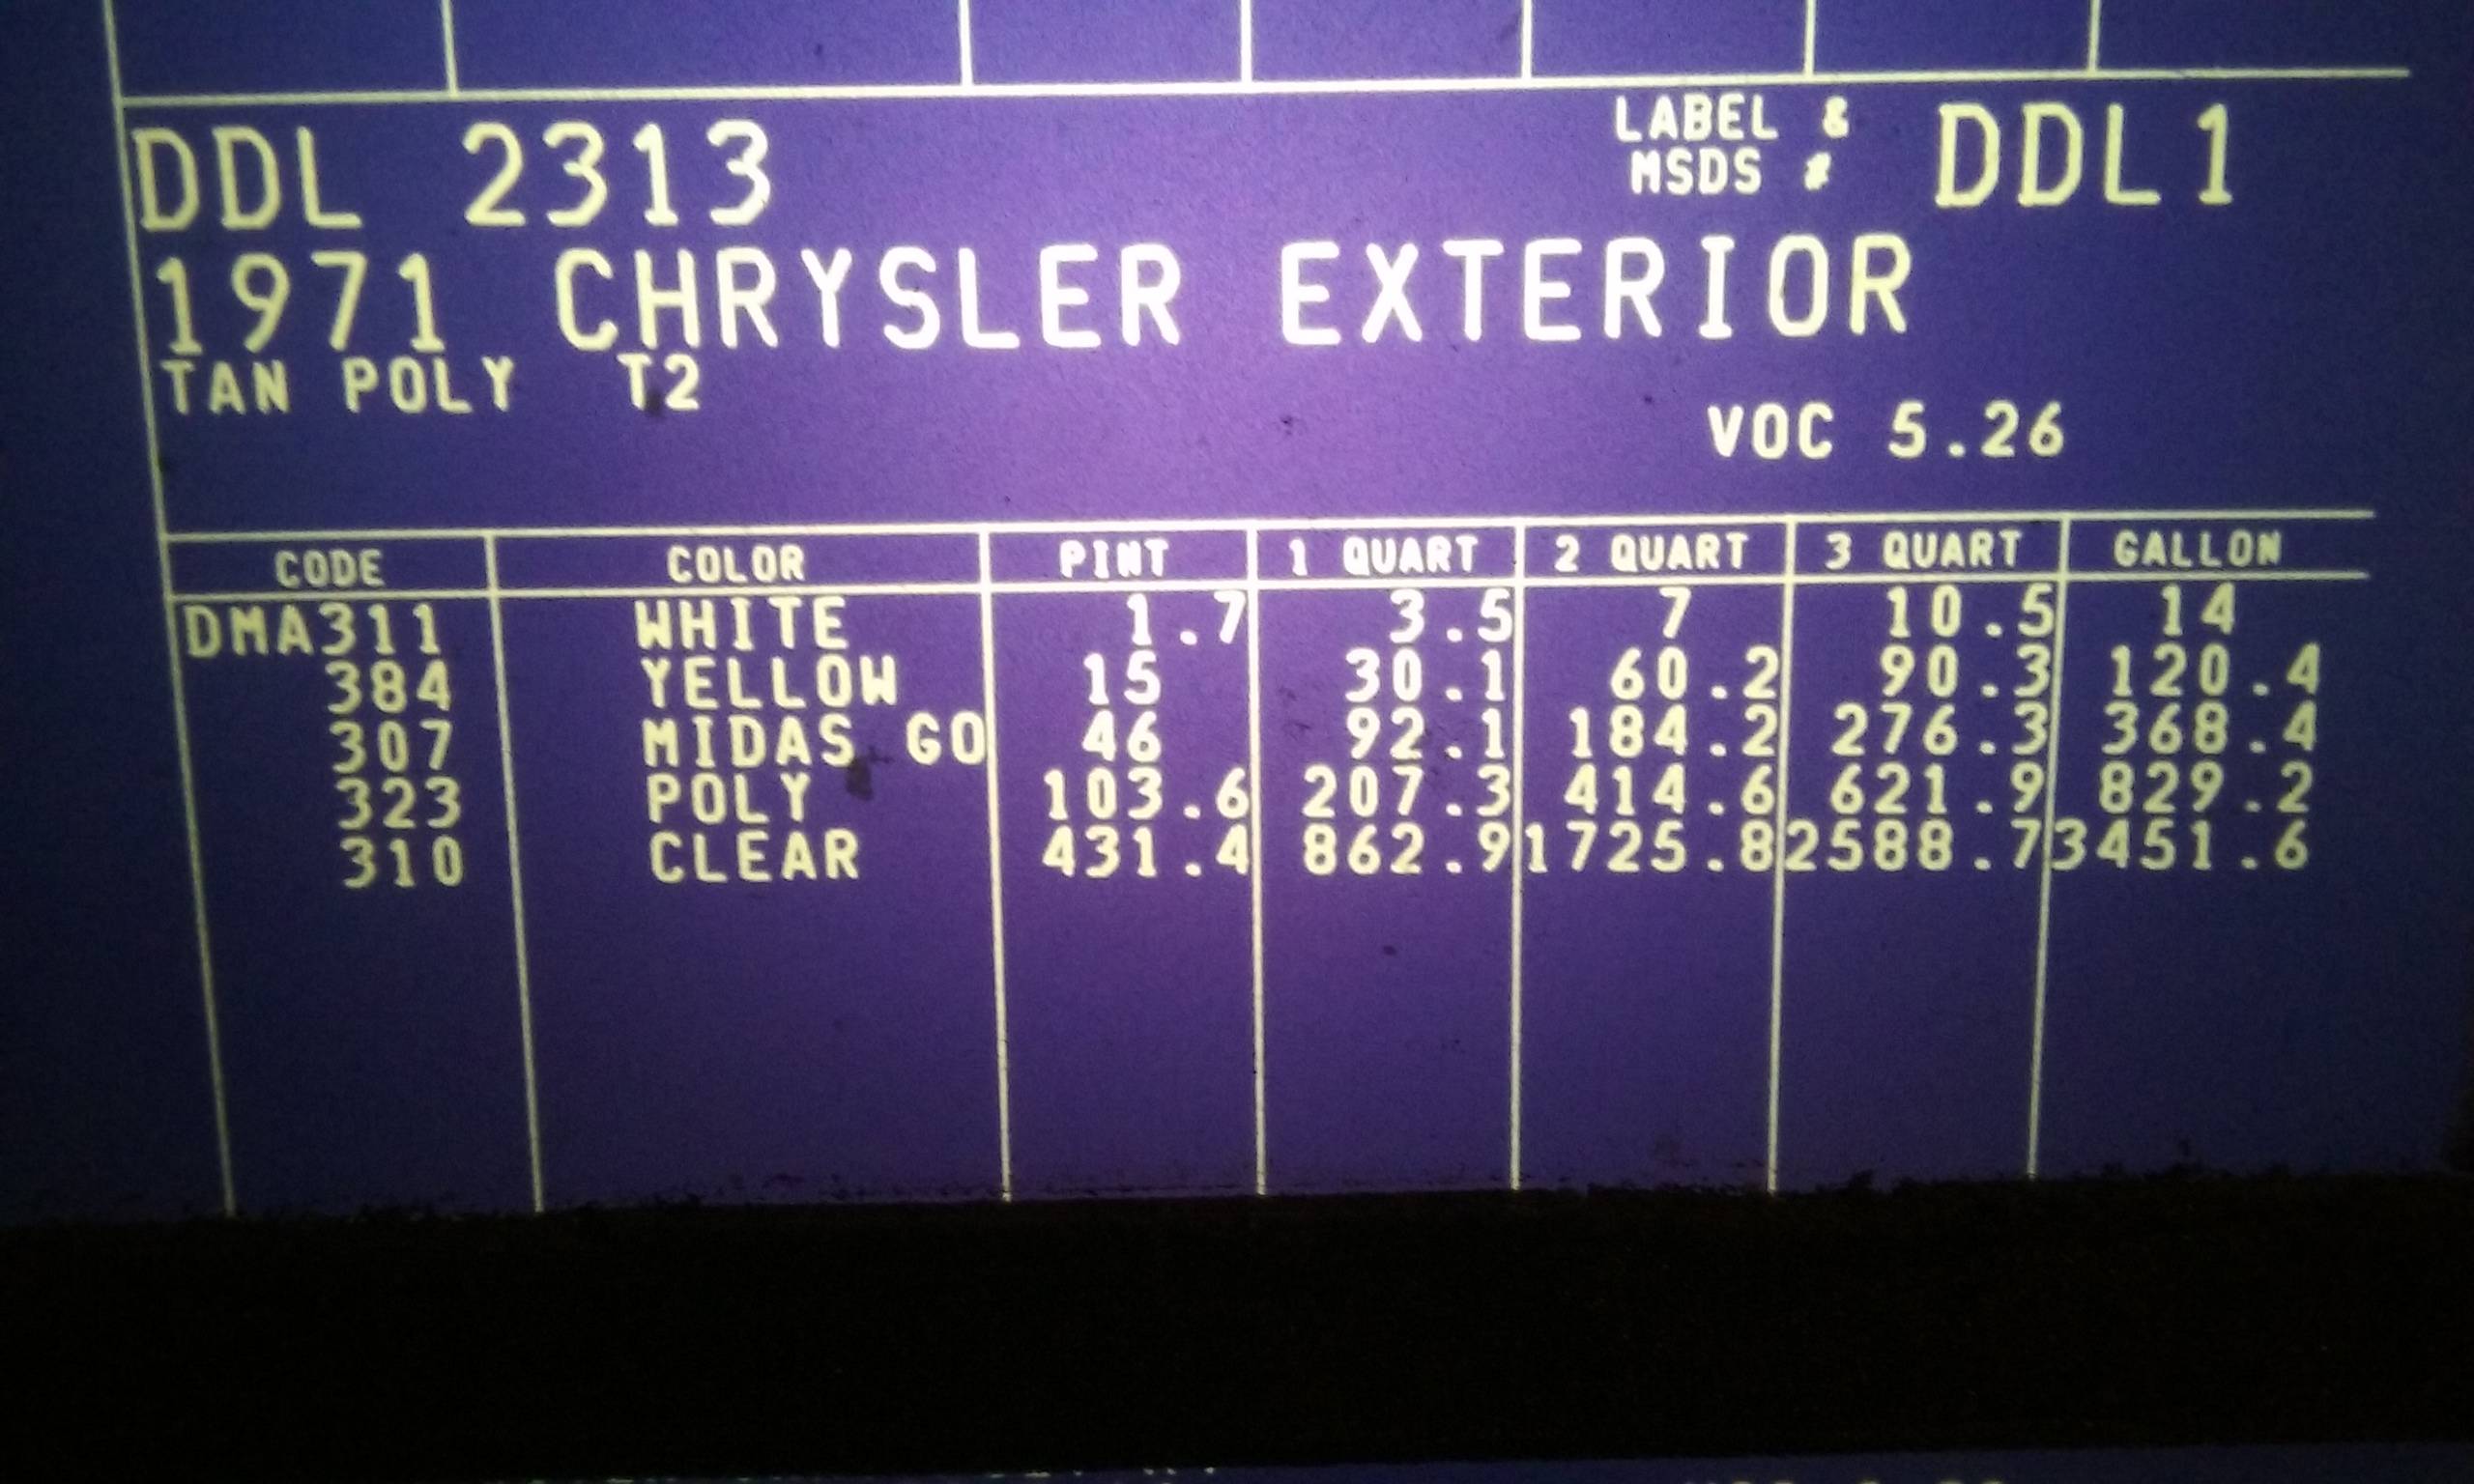 DDL 2313 LABEL & MSDS # DDL1
1971 CHRYSLER EXTERIOR
TAN POLY T2
VOC 5.26
CODE COLOR PINT 1 QUART 2 QUART 3 QUART GALLON
DMA311 WHITE 1.7 3.5 7 10.5 14
384 YELLOW 15 30.1 60.2 90.3 120.4
307 MIDAS GO 46 92.1 184.2 276.3 368.4
323 POLY 103.6 207.3 414.6 621.9 829.2
310 CLEAR 431.4 862.9 1725.8 2588.7 3451.6